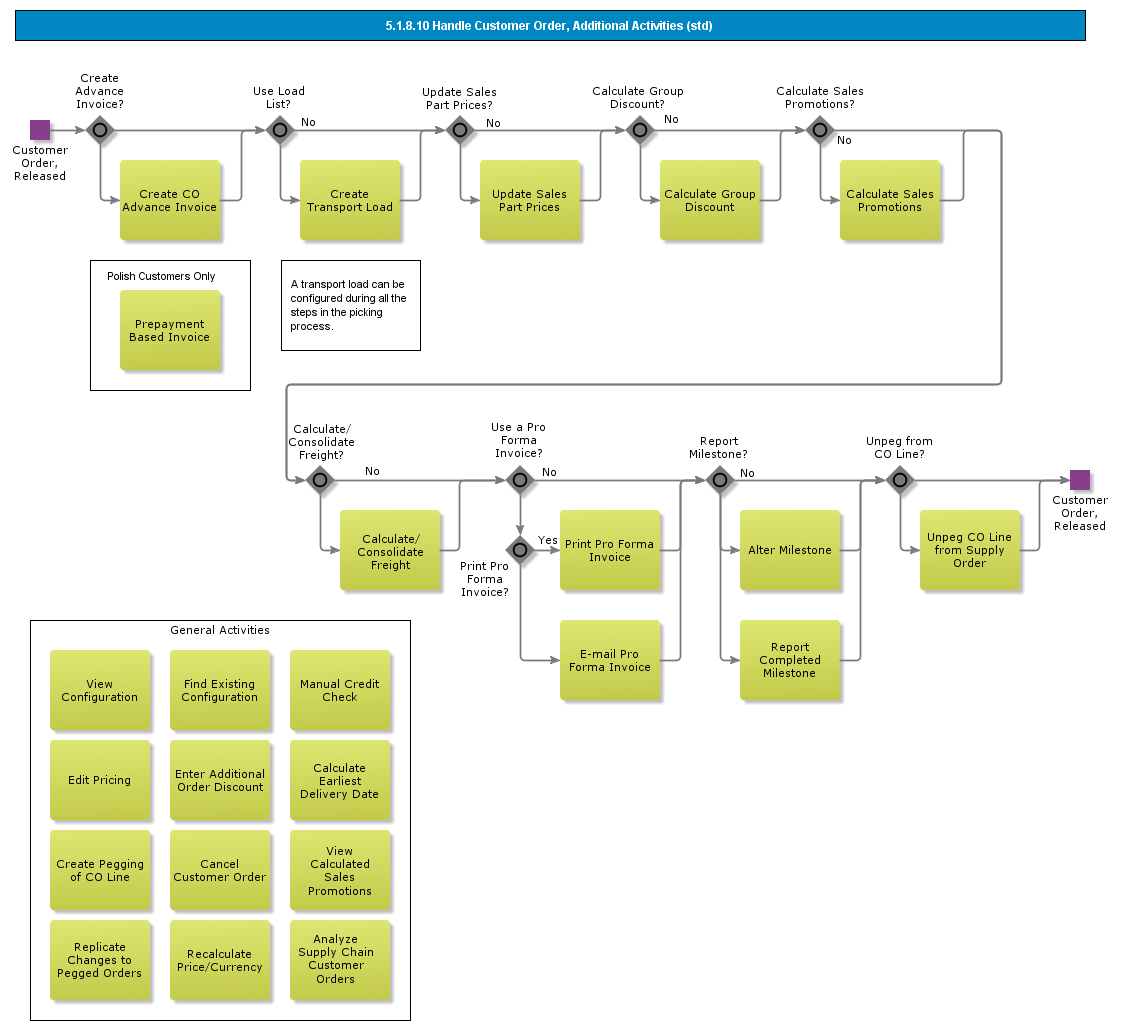 5.1.8.10 Handle Customer Order, Additional Activities (std)
Create
Advance
Invoice?
Use Load
List?
No
Update Sales
Part Prices?
No
Calculate Group
Discount?
No
Calculate Sales
Promotions?
No
Customer
Order,
Released
Create CO
Advance Invoice
Create
Transport Load
Update Sales
Part Prices
Calculate Group
Discount
Calculate Sales
Promotions
Polish Customers Only
Prepayment
Based Invoice
A transport load can be
configured during all the
steps in the picking
process.
Calculate/
Consolidate
Freight?
No
Use a Pro
Forma
Invoice?
No
Report
Milestone?
No
Unpeg from
CO Line?
Customer
Order,
Released
Calculate/
Consolidate
Freight
Print Pro
Forma
Invoice?
Yes
Print Pro Forma
Invoice
Alter Milestone
Unpeg CO Line
from Supply
Order
E-mail Pro
Forma Invoice
Report
Completed
Milestone
General Activities
View
Configuration
Find Existing
Configuration
Manual Credit
Check
Edit Pricing
Enter Additional
Order Discount
Calculate
Earliest
Delivery Date
Create Pegging
of CO Line
Cancel
Customer Order
View
Calculated
Sales
Promotions
Replicate
Changes to
Pegged Orders
Recalculate
Price/Currency
Analyze
Supply Chain
Customer
Orders